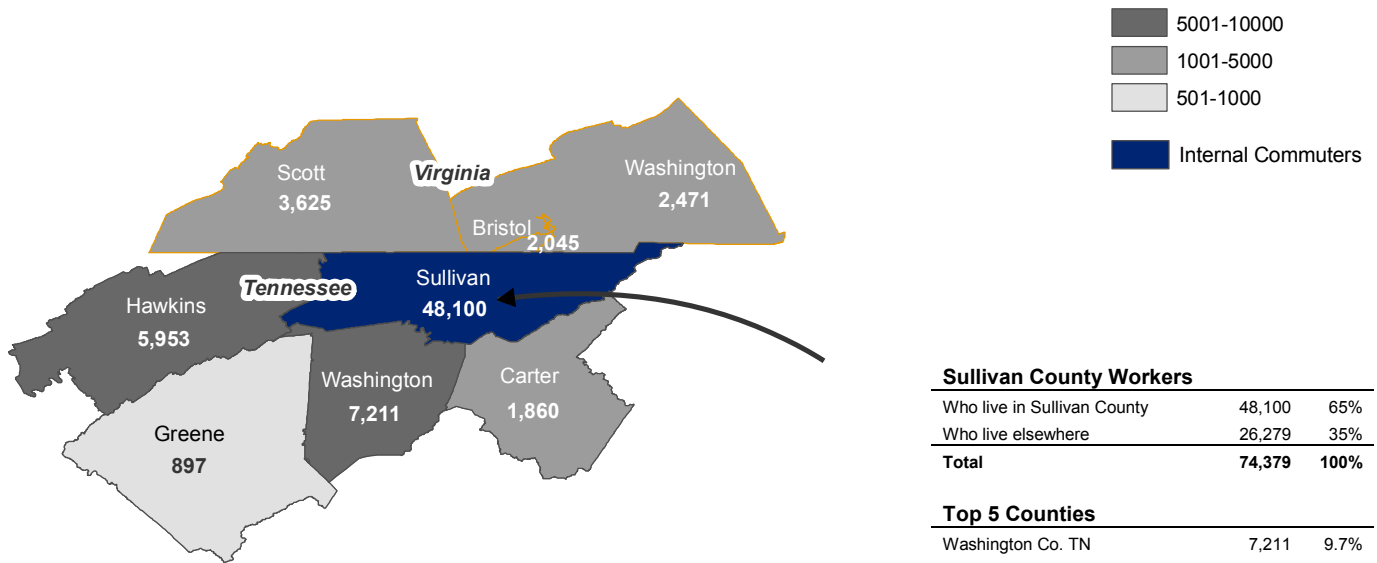 5001-10000
1001-5000
501-1000
Internal Commuters
Scott
3,625
Virginia
Washington
2,471
Bristol
2,045
Sullivan
48,100
Tennessee
Hawkins
5,953
Washington
7,211
Carter
1,860
Greene
897
Sullivan County Workers
Who live in Sullivan County 48,100 65%
Who live elsewhere 26,279 35%
Total 74,379 100%
Top 5 Counties
Washington Co. TN 7,211 9.7%